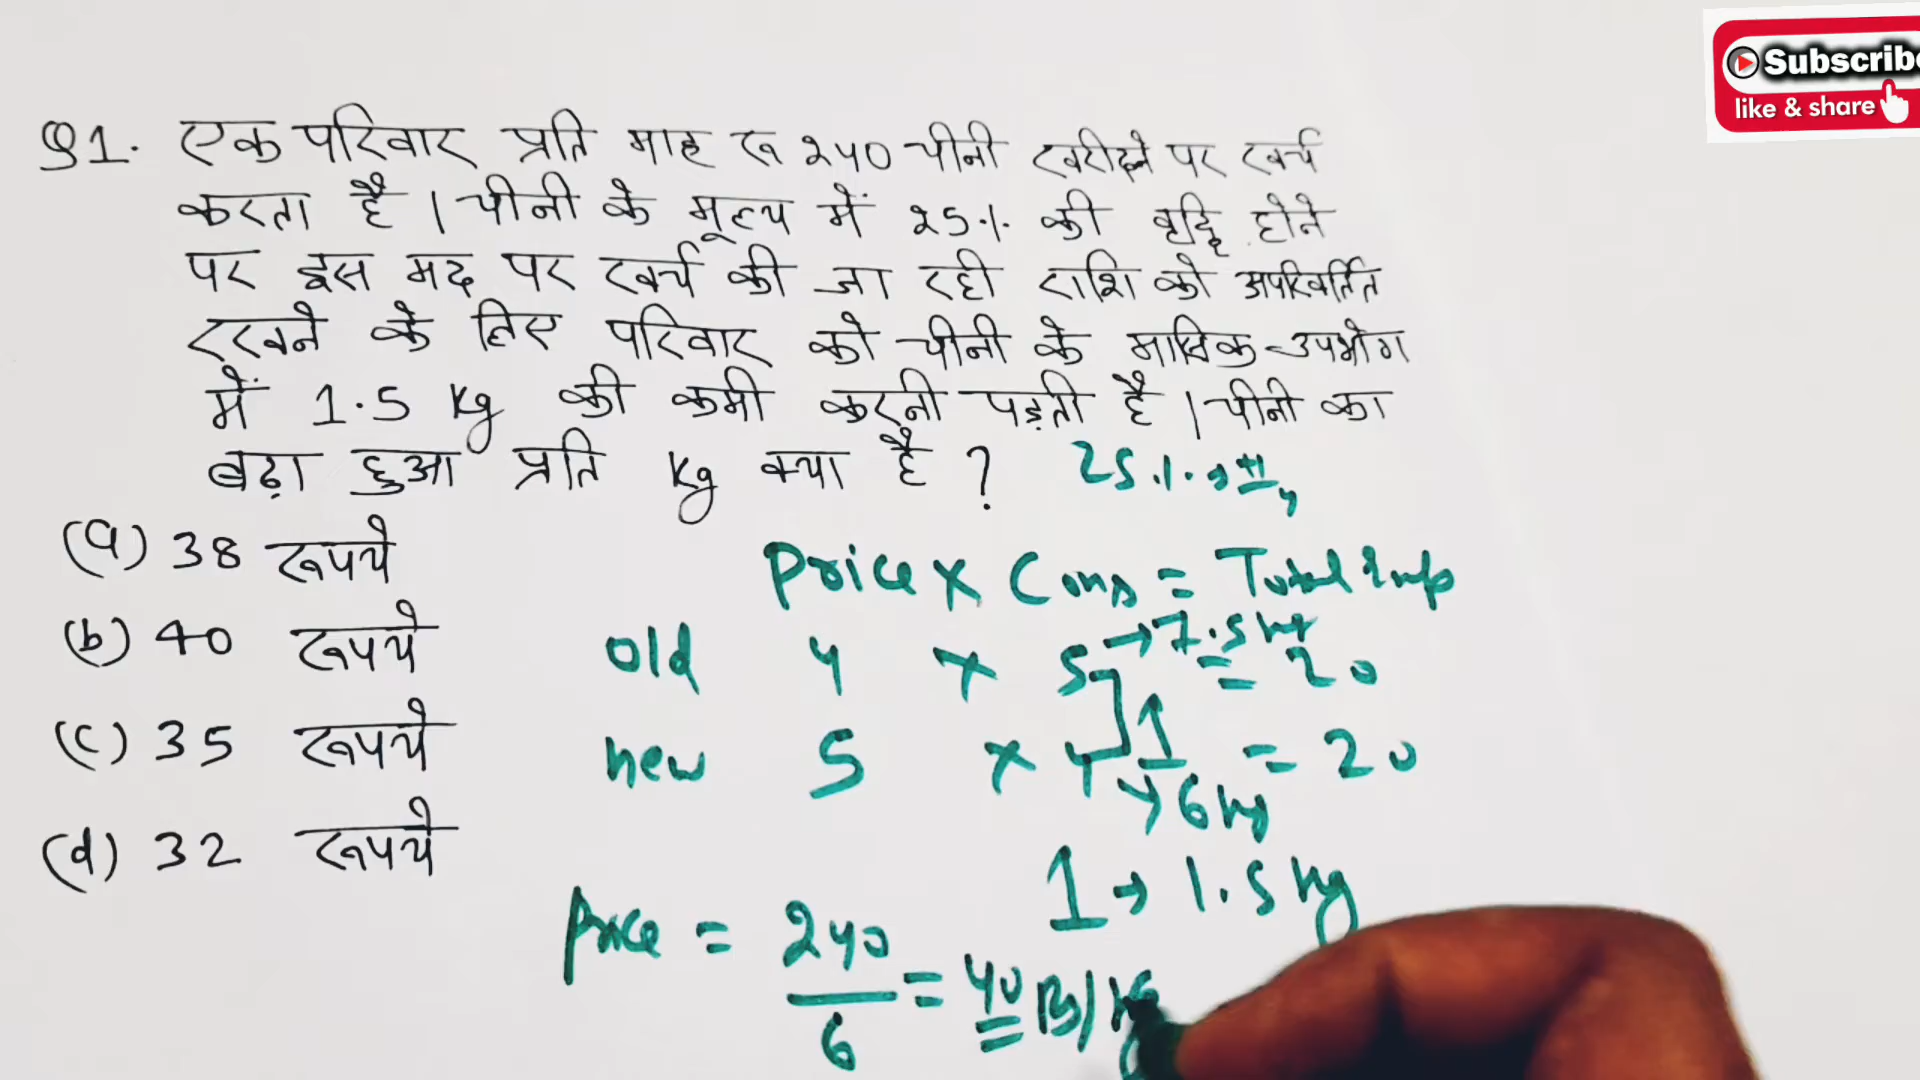 Subscribe
like & share
Q1. एक परिवार प्रति माह रू 240 चीनी खरीदने पर खर्च
करता है । चीनी के मूल्य में 25% की वृद्धि होने
पर इस मद पर खर्च की जा रही राशि को अपरिवर्तित
रखने के लिए परिवार को चीनी के मासिक उपभोग
में 1.5 kg की कमी करनी पड़ती है । चीनी का
बढ़ा हुआ प्रति kg क्या है ?
25% → +1/4
(a) 38 रूपये
(b) 40 रूपये
(c) 35 रूपये
(d) 32 रूपये
Price × Cons = Total
old 4 × 5 → 7.5 kg = 20
1
new 5 × 4 → 6 kg = 20
1 → 1.5 kg
Price = 240/6 = 40 Rs/kg